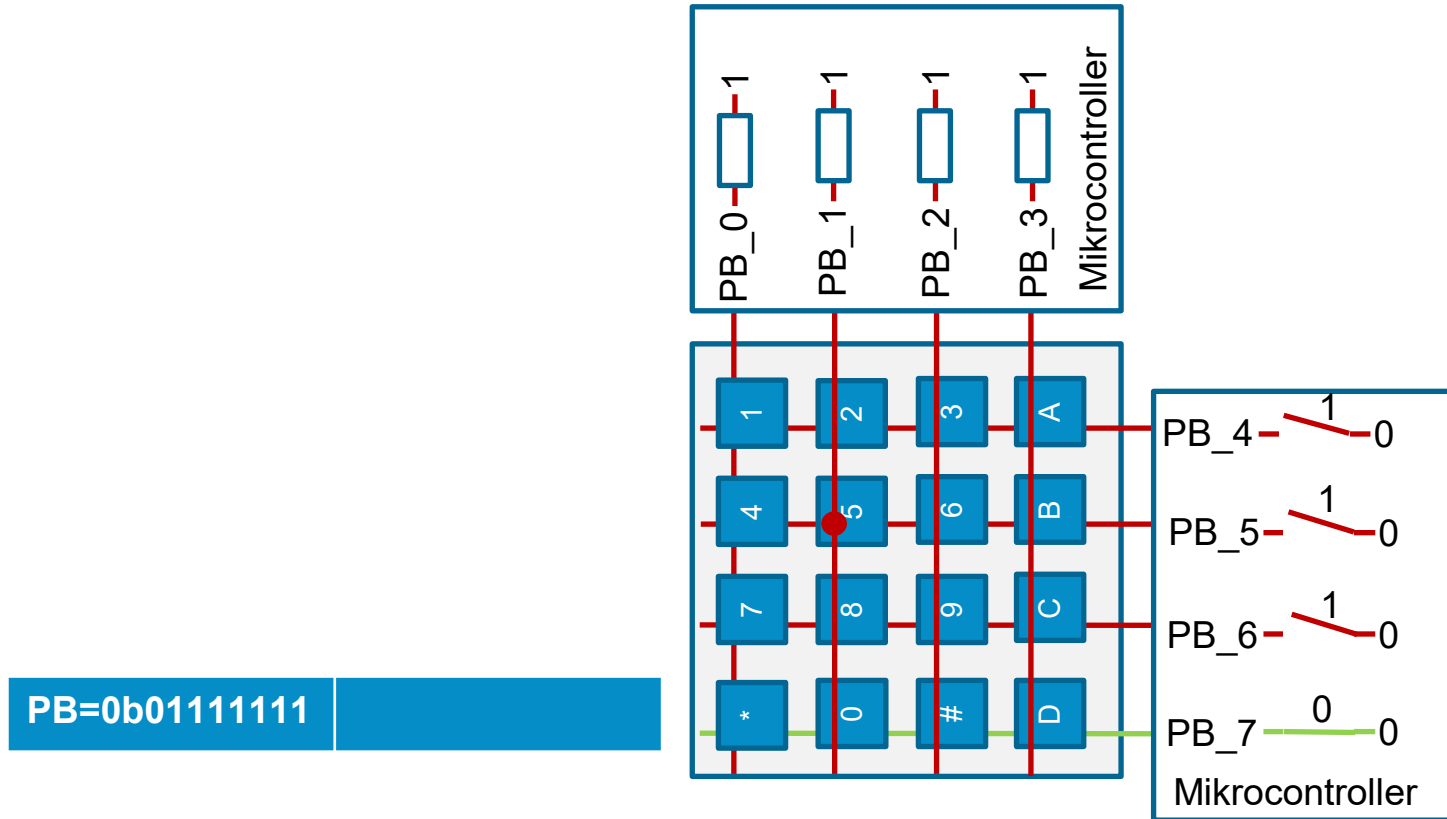 1 1 1 1
PB_0 PB_1 PB_2 PB_3
Mikrocontroller
1 2 3 A
4 5 6 B
7 8 9 C
* 0 # D
1
PB_4 0
1
PB_5 0
1
PB_6 0
0
PB_7 0
Mikrocontroller
PB=0b01111111